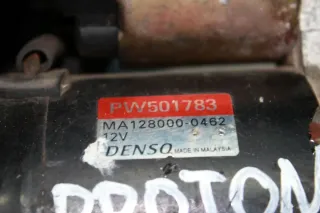 PW501783
MA128000-0462
12V
DENSO MADE IN MALAYSIA
PROTON